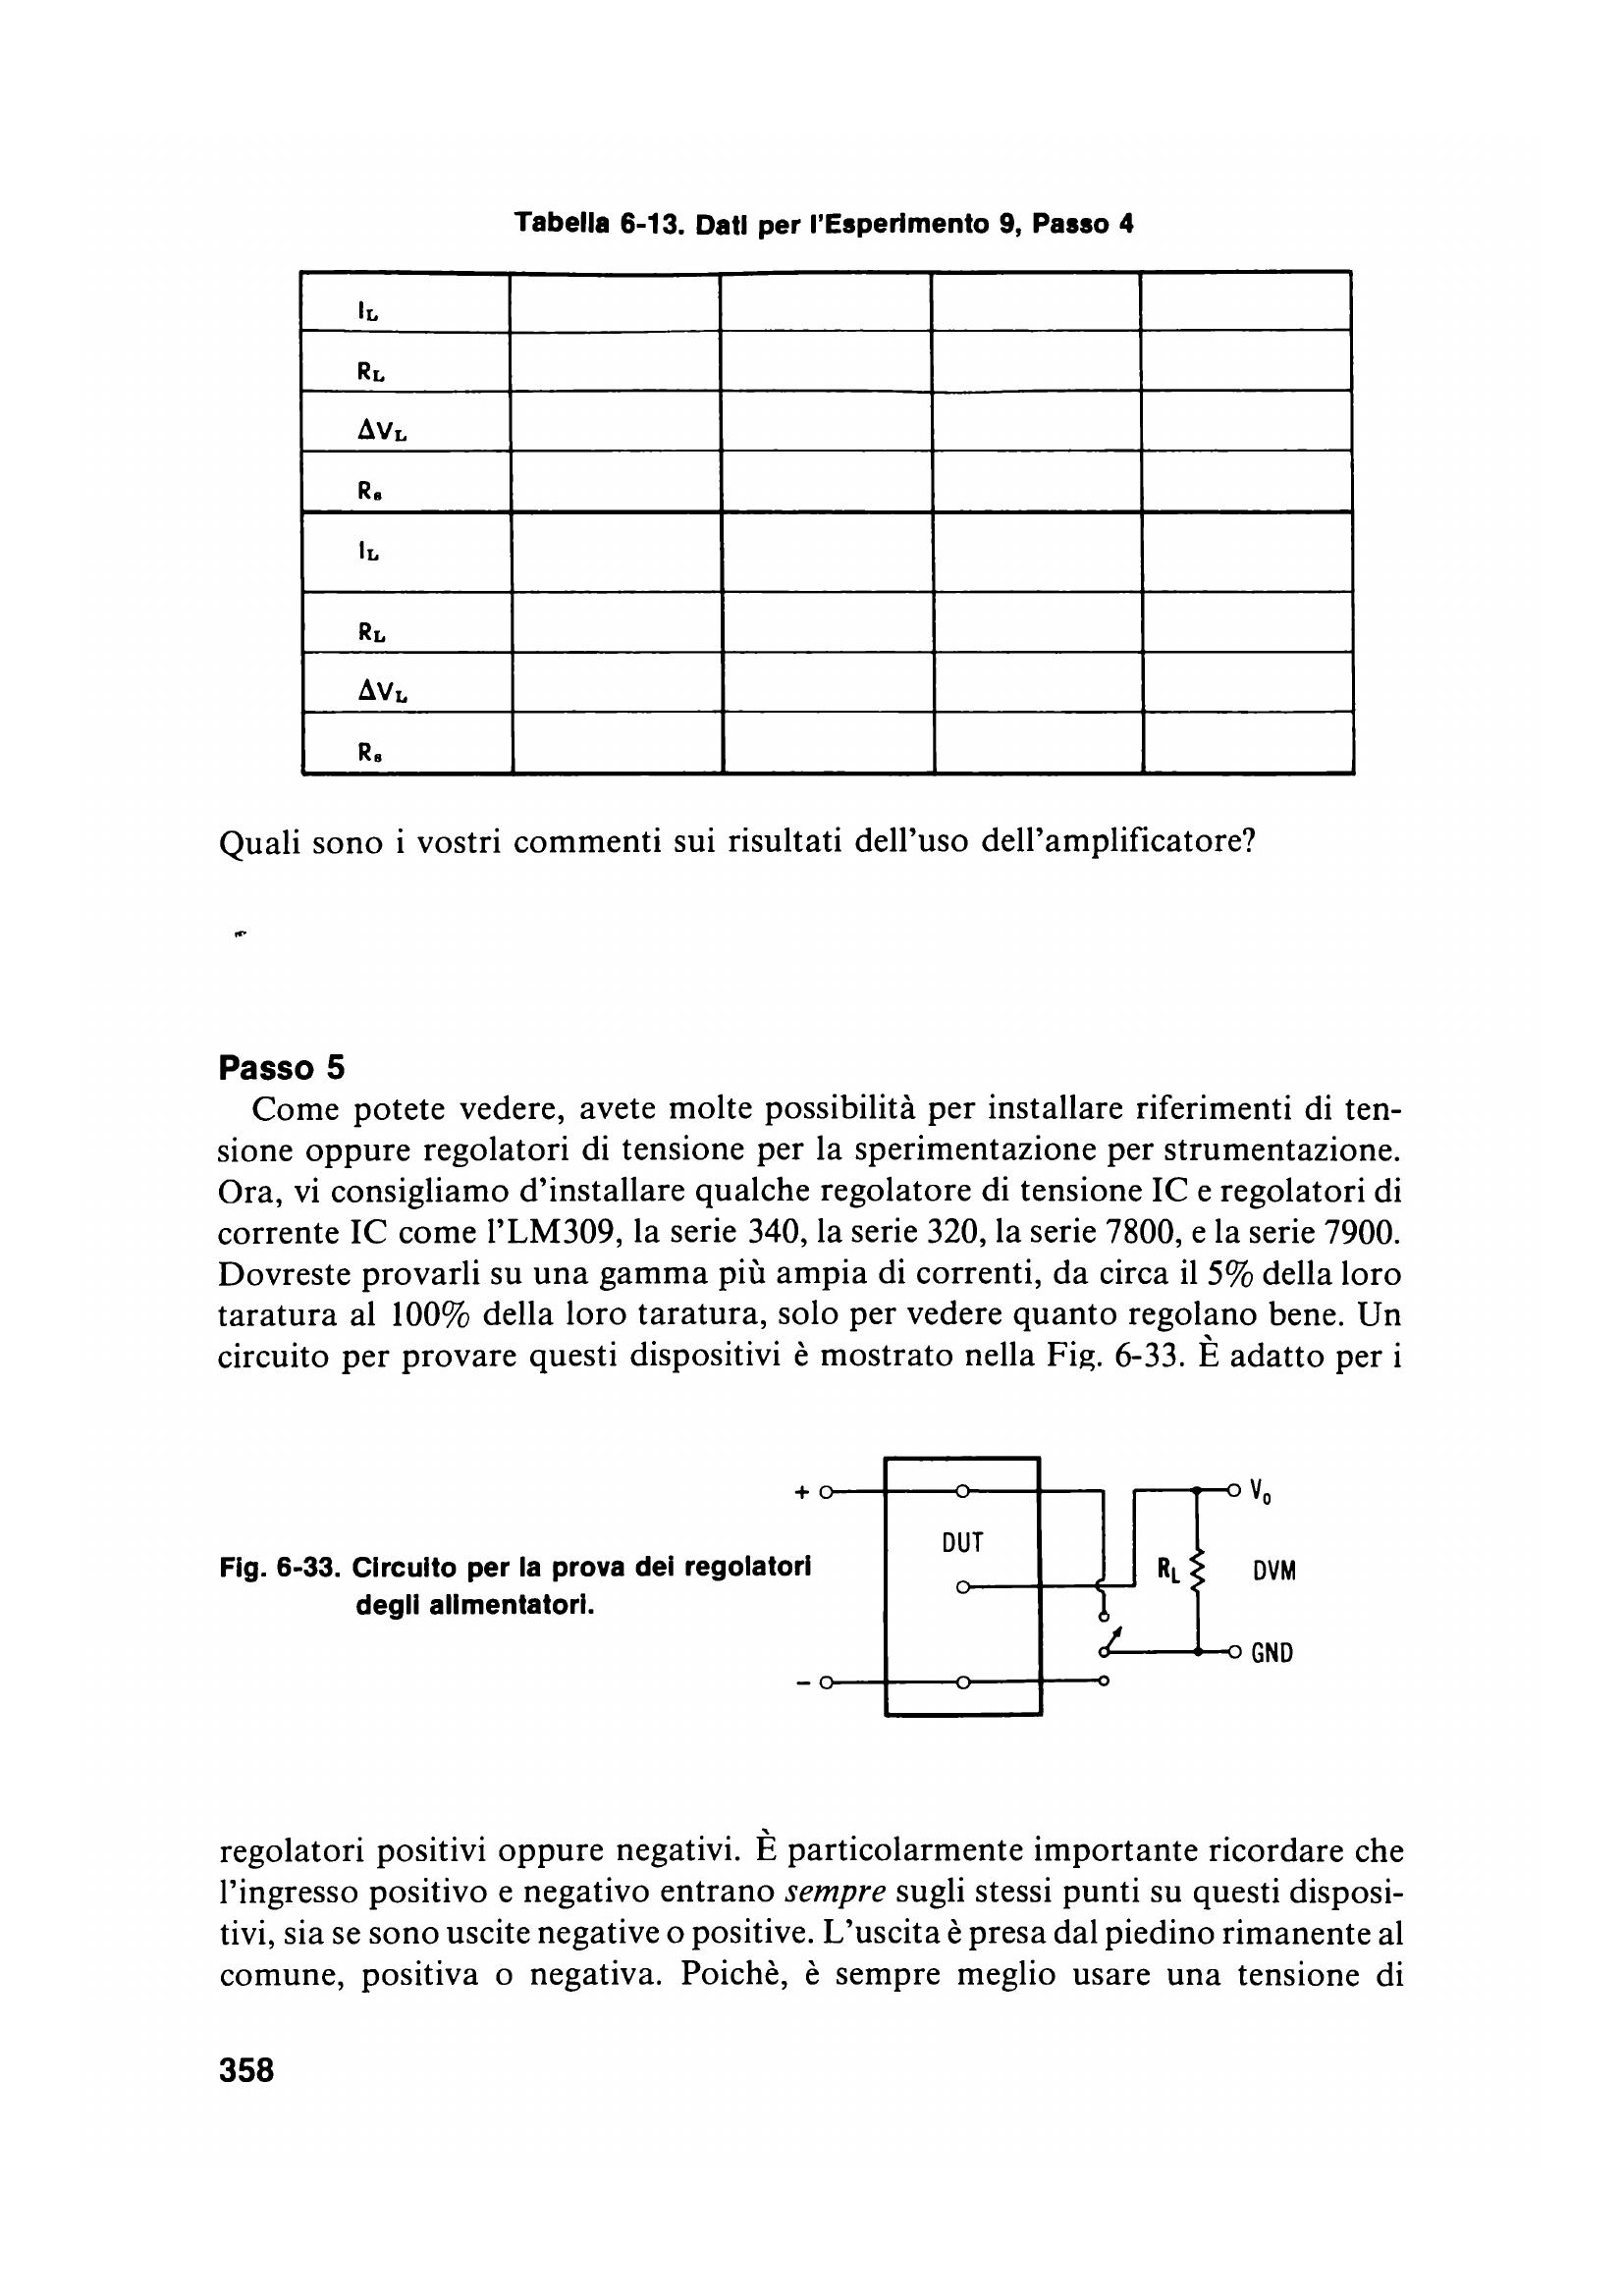 Tabella 6-13. Dati per l'Esperimento 9, Passo 4
I_L
R_L
ΔV_L
R_s
I_L
R_L
ΔV_L
R_s
Quali sono i vostri commenti sui risultati dell'uso dell'amplificatore?
Passo 5
Come potete vedere, avete molte possibilità per installare riferimenti di ten-
sione oppure regolatori di tensione per la sperimentazione per strumentazione.
Ora, vi consigliamo d'installare qualche regolatore di tensione IC e regolatori di
corrente IC come l'LM309, la serie 340, la serie 320, la serie 7800, e la serie 7900.
Dovreste provarli su una gamma più ampia di correnti, da circa il 5% della loro
taratura al 100% della loro taratura, solo per vedere quanto regolano bene. Un
circuito per provare questi dispositivi è mostrato nella Fig. 6-33. È adatto per i
+
V_o
DUT
R_L
DVM
GND
−
Fig. 6-33. Circuito per la prova dei regolatori
degli alimentatori.
regolatori positivi oppure negativi. È particolarmente importante ricordare che
l'ingresso positivo e negativo entrano sempre sugli stessi punti su questi disposi-
tivi, sia se sono uscite negative o positive. L'uscita è presa dal piedino rimanente al
comune, positiva o negativa. Poichè, è sempre meglio usare una tensione di
358